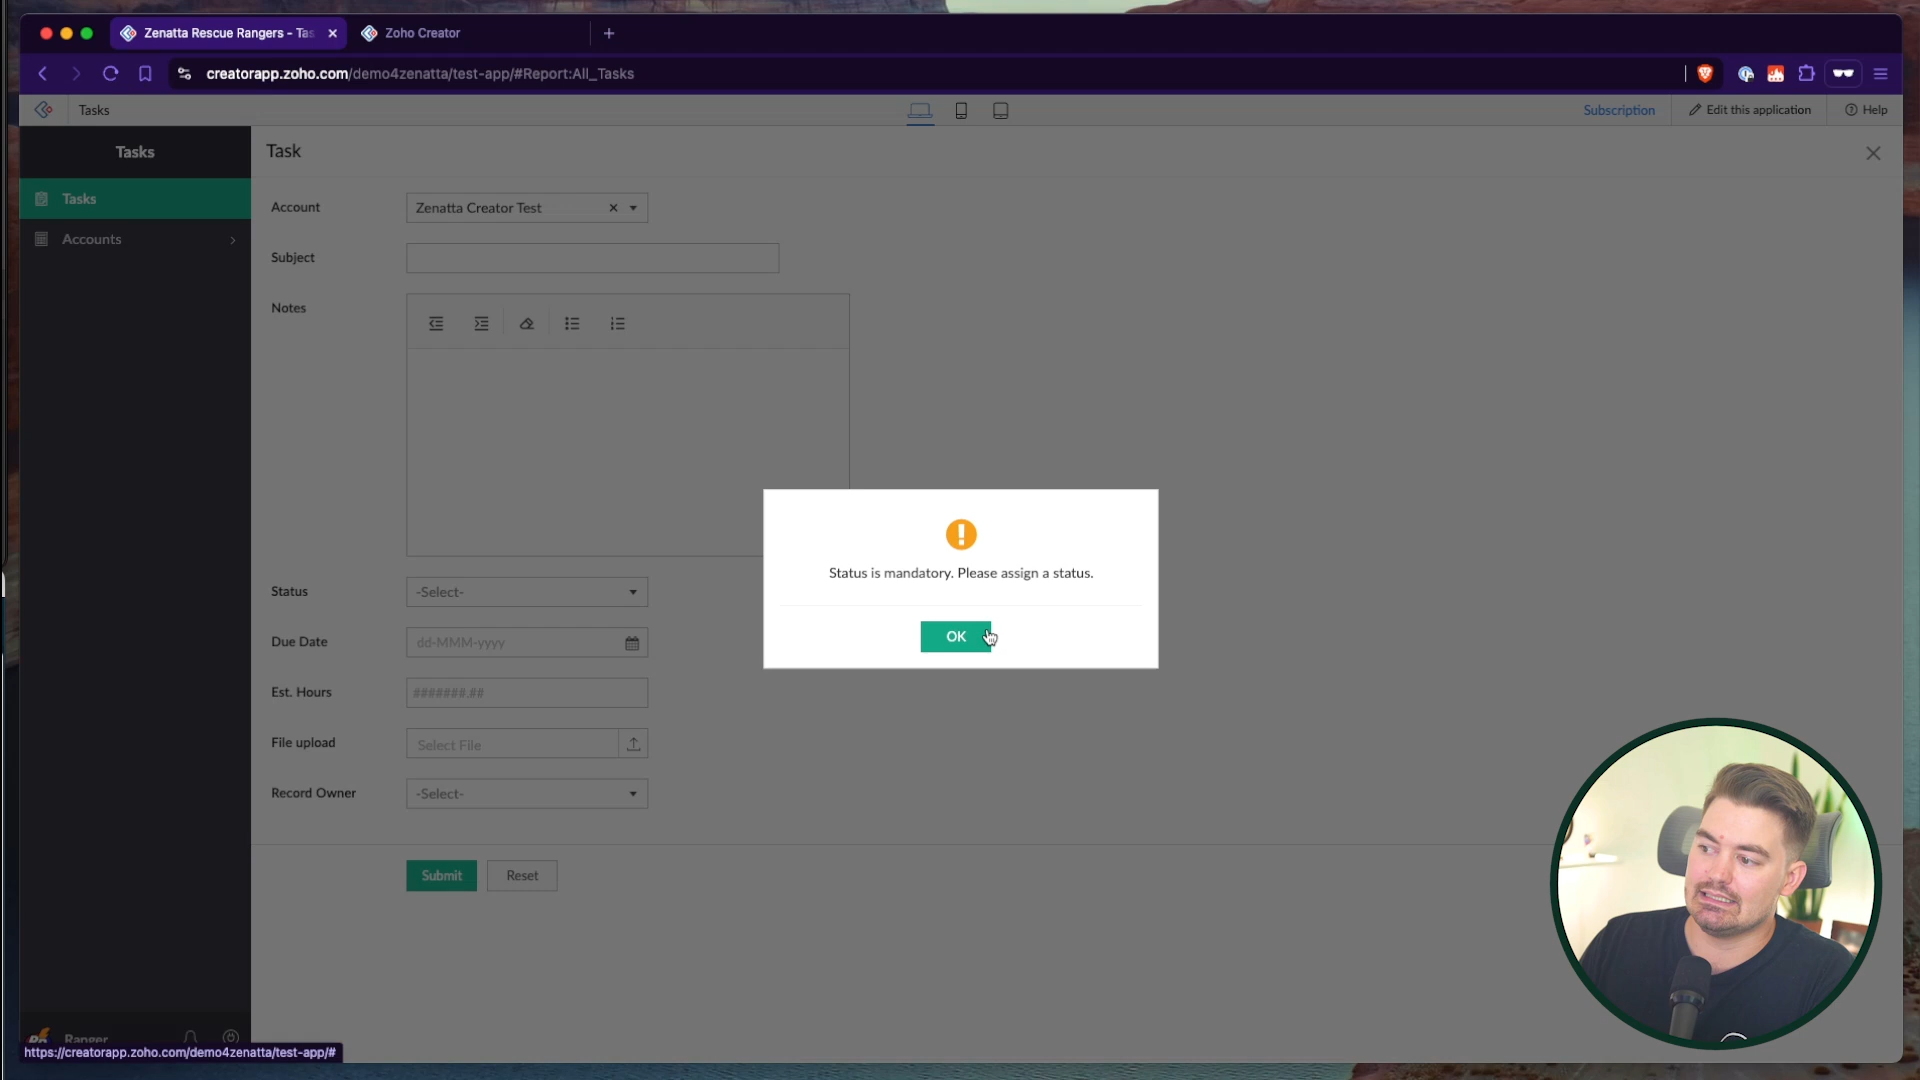 Zenatta Rescue Rangers - Tas
Zoho Creator
creatorapp.zoho.com/demo4zenatta/test-app/#Report:All_Tasks
Tasks
Subscription
Edit this application
Help
Tasks
Task
Tasks
Accounts
Account
Zenatta Creator Test
Subject
Notes
Status is mandatory. Please assign a status.
OK
Status
-Select-
Due Date
dd-MMM-yyyy
Est. Hours
#######.##
File upload
Select File
Record Owner
-Select-
Submit
Reset
Ranger
https://creatorapp.zoho.com/demo4zenatta/test-app/#